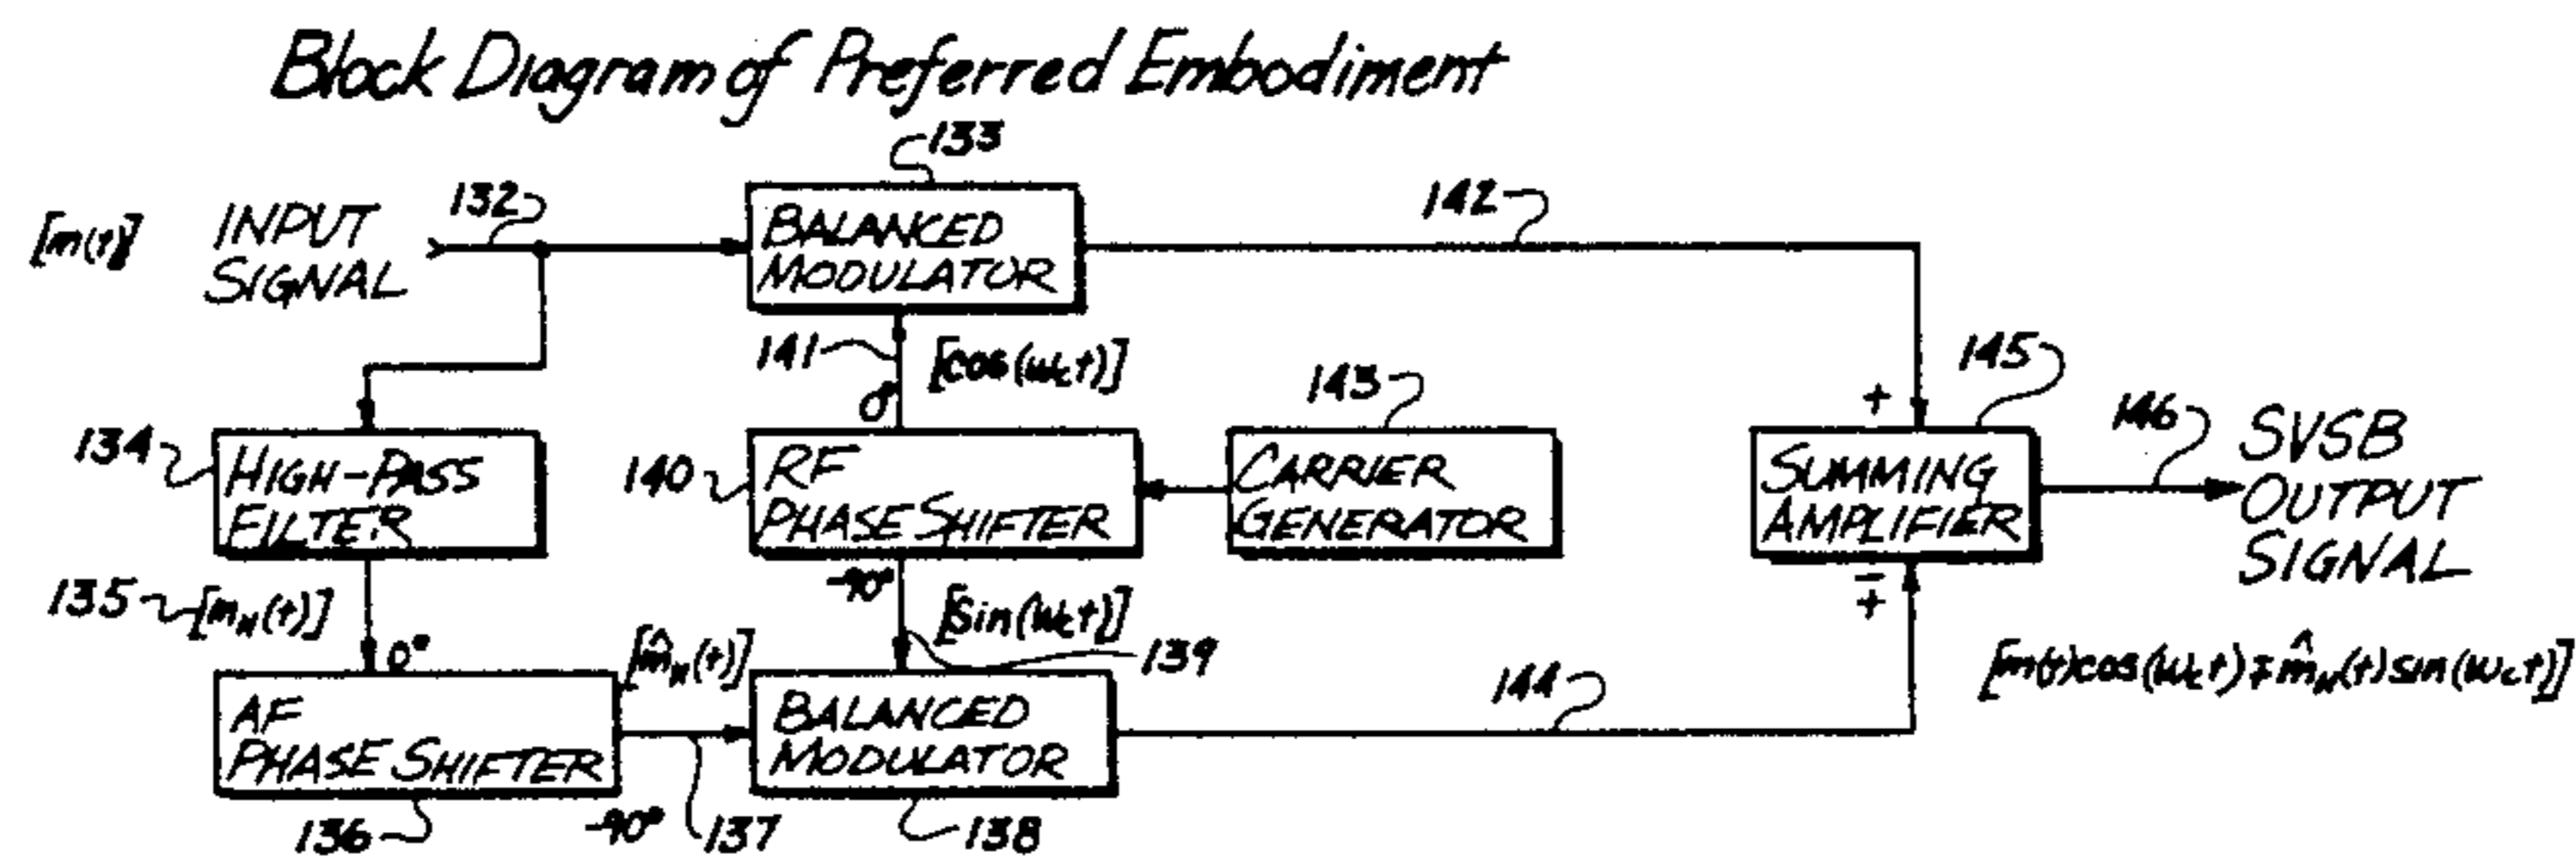 Block Diagram of Preferred Embodiment
133
[m(t)]
INPUT
SIGNAL
132
BALANCED
MODULATOR
142
141
[cos(ωct)]
0°
143
+
145
146
134
HIGH-PASS
FILTER
140
RF
PHASE SHIFTER
CARRIER
GENERATOR
SUMMING
AMPLIFIER
SVSB
OUTPUT
SIGNAL
135
[mH(t)]
0°
-90°
[Sin(ωct)]
139
∓
[m̂H(t)]
AF
PHASE SHIFTER
BALANCED
MODULATOR
144
[m(t)cos(ωct)∓m̂H(t)sin(ωct)]
136
-90°
137
138